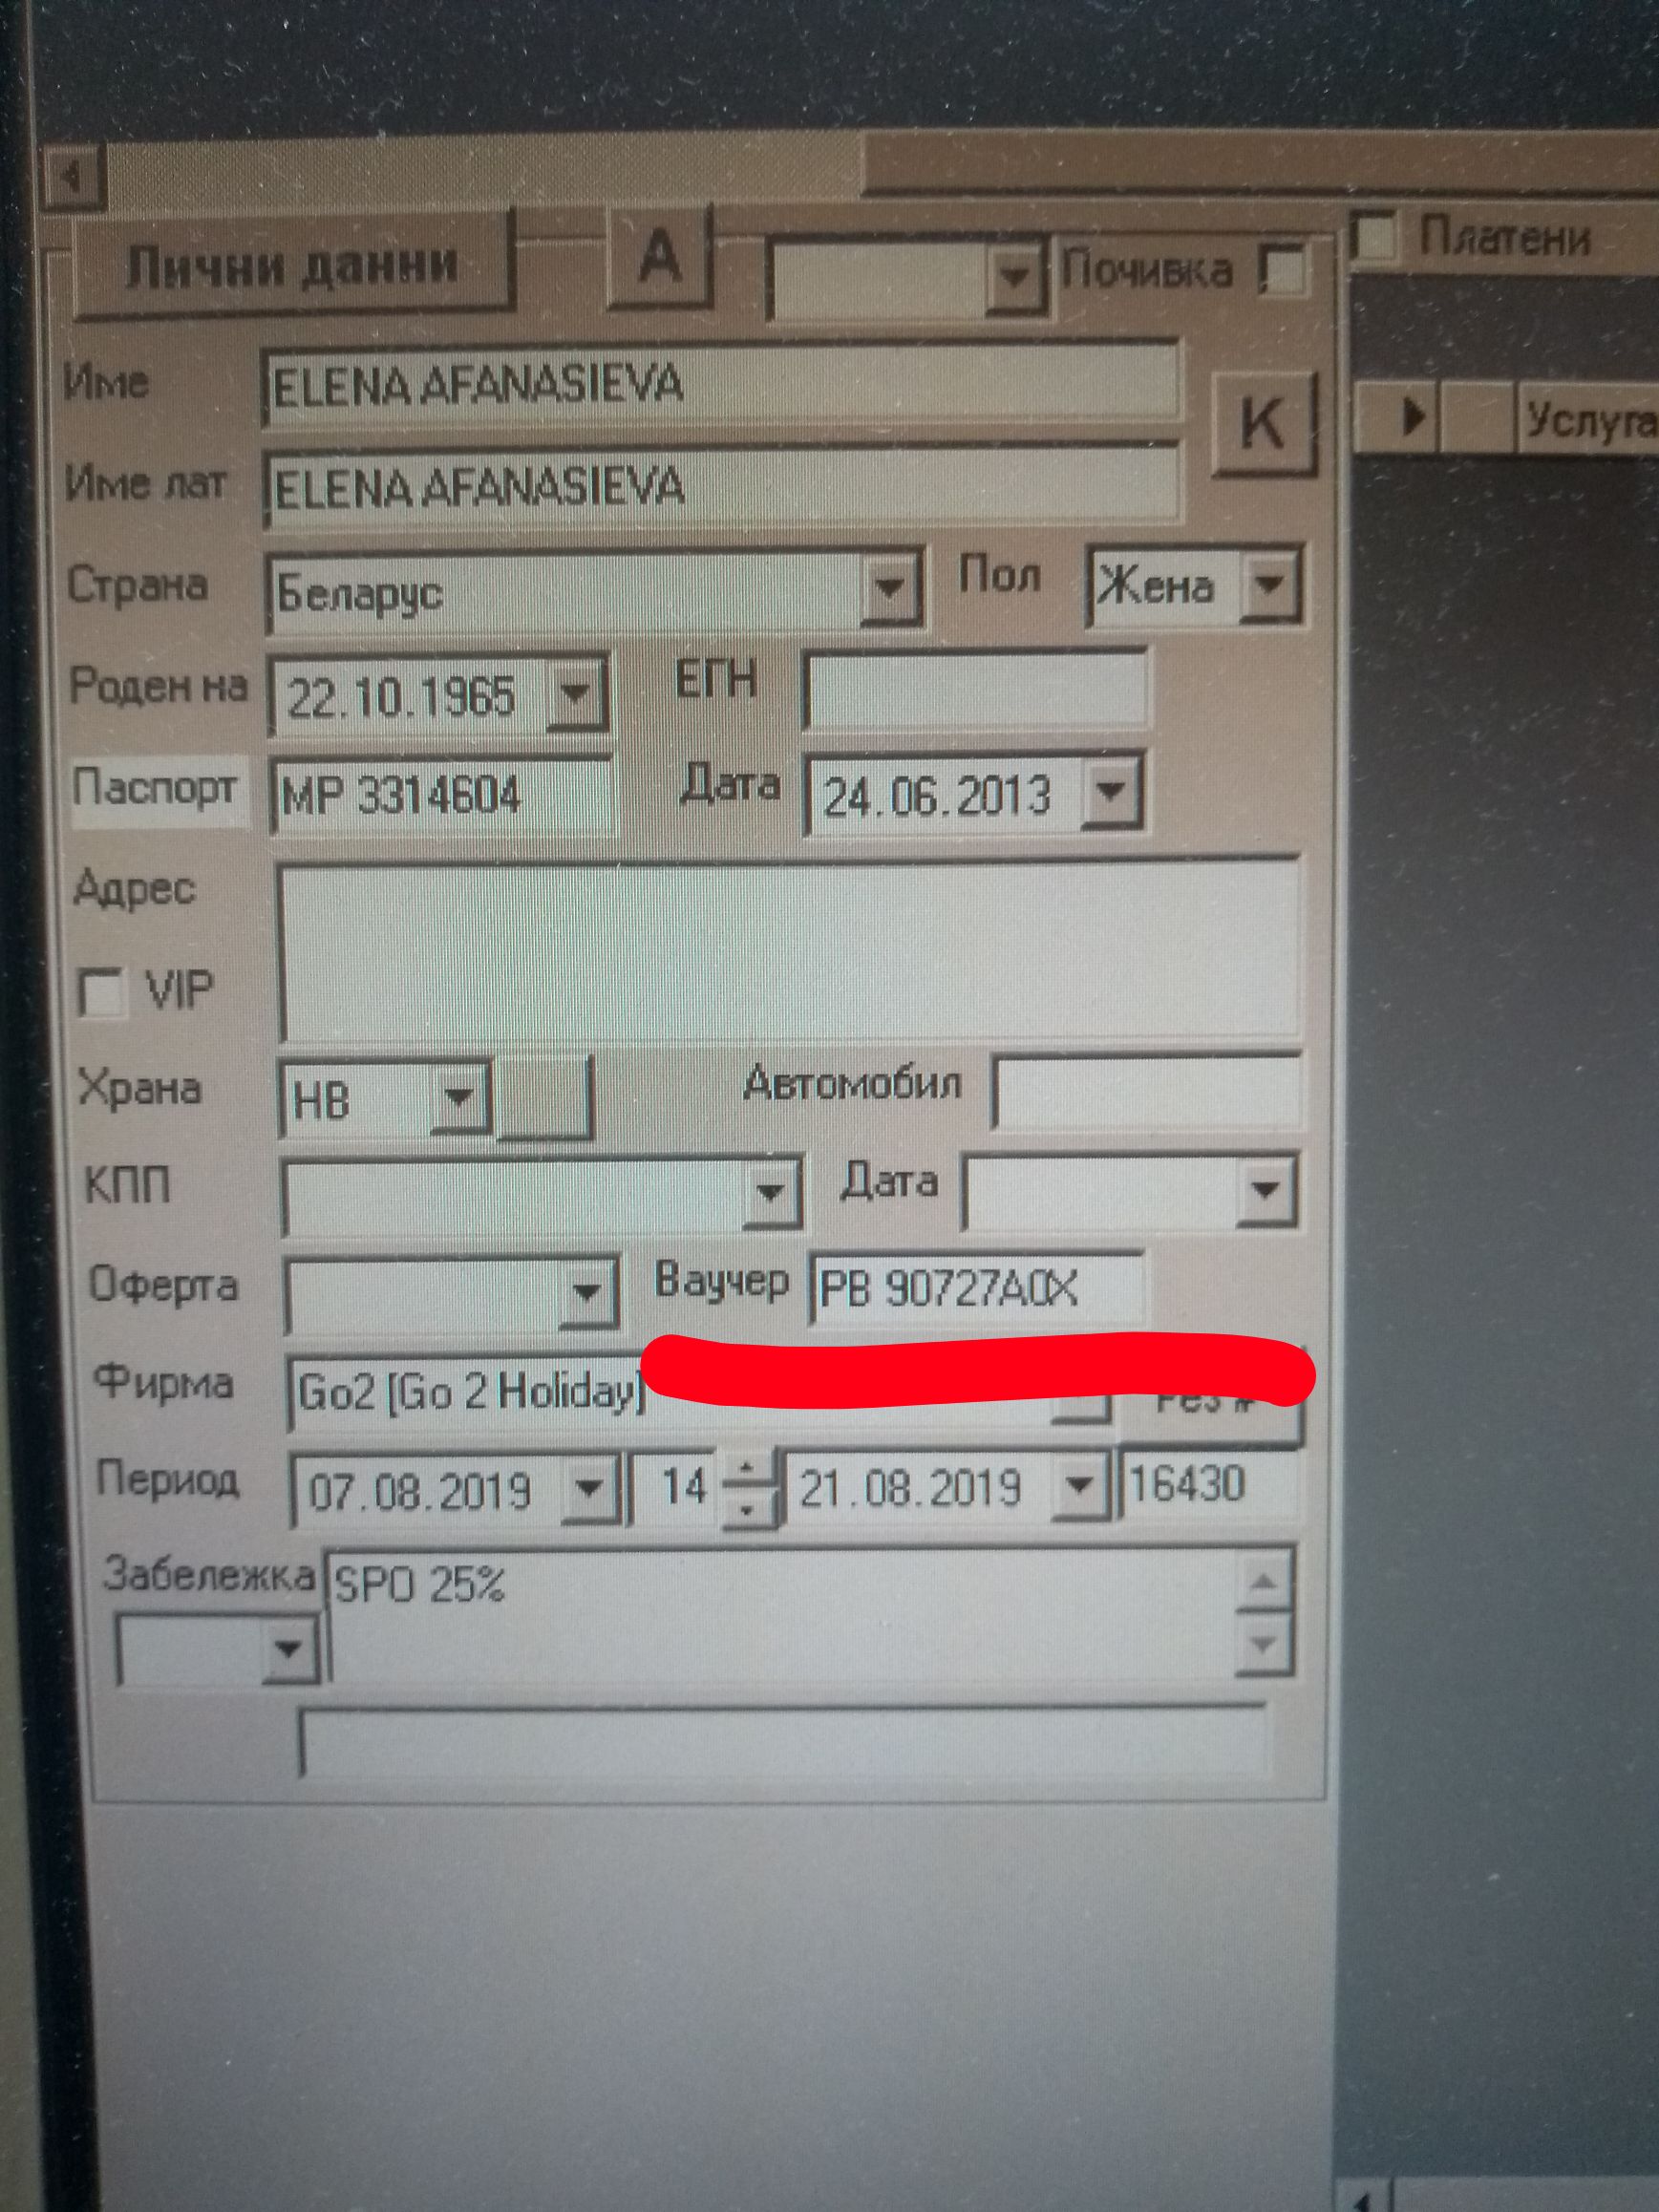 Лични данни А Почивка Платени
Име ELENA AFANASIEVA К
Услуга
Име лат ELENA AFANASIEVA
Страна Беларус Пол Жена
Роден на 22.10.1965 ЕГН
Паспорт MP 3314604 Дата 24.06.2013
Адрес
VIP
Храна HB Автомобил
КПП Дата
Оферта Ваучер PB 90727A0X
Фирма Go2 [Go 2 Holiday]
Период 07.08.2019 14 21.08.2019 16430
Забележка SPO 25%